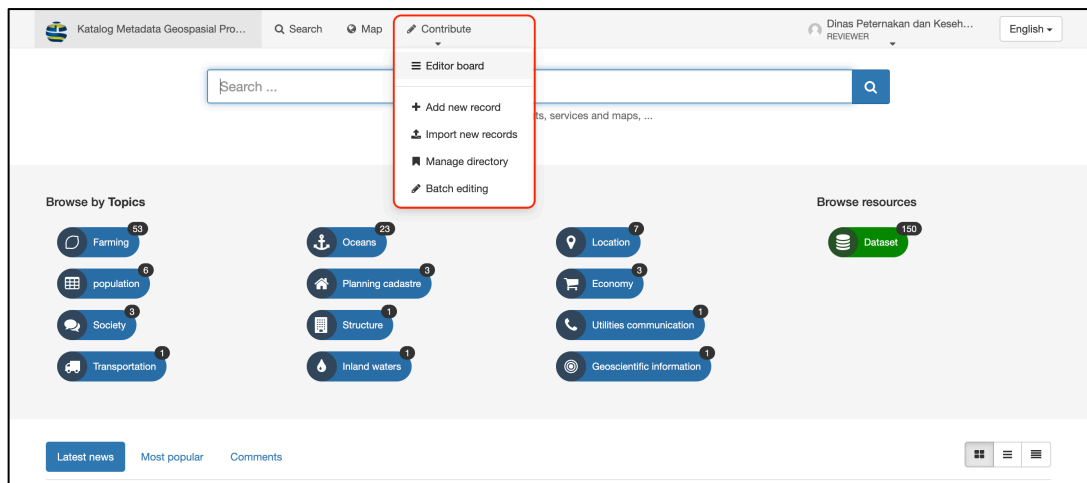 Katalog Metadata Geospasial Pro... Search Map Contribute Dinas Peternakan dan Keseh... English
REVIEWER
Editor board
Search ...
Add new record
ts, services and maps, ...
Import new records
Manage directory
Batch editing
Browse by Topics Browse resources
53 23 7 150
Farming Oceans Location Dataset
6 3 3
population Planning cadastre Economy
3 1 1
Society Structure Utilities communication
1 1 1
Transportation Inland waters Geoscientific information
Latest news Most popular Comments